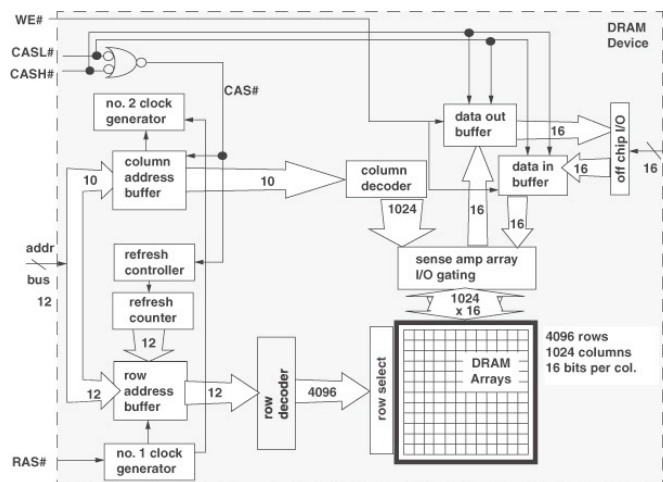 WE#
DRAM
Device
CASL#
CASH#
CAS#
no. 2 clock
generator
data out
buffer
16
off chip I/O
16
column
address
buffer
10
10
column
decoder
1024
data in
buffer
16
16
16
addr
bus
12
refresh
controller
sense amp array
I/O gating
refresh
counter
12
1024
x 16
row
address
buffer
12
12
row
decoder
4096
row select
DRAM
Arrays
4096 rows
1024 columns
16 bits per col.
RAS#
no. 1 clock
generator